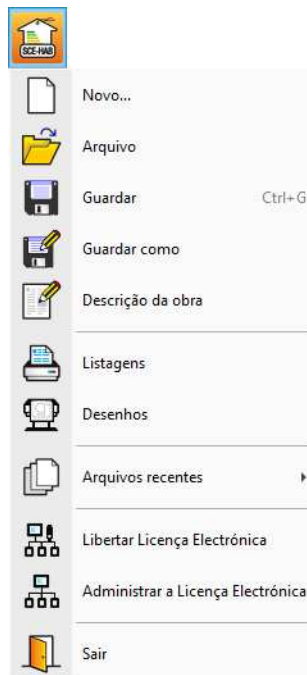 SCE-HAB
Novo...
Arquivo
Guardar Ctrl+G
Guardar como
Descrição da obra
Listagens
Desenhos
Arquivos recentes
Libertar Licença Electrónica
Administrar a Licença Electrónica
Sair